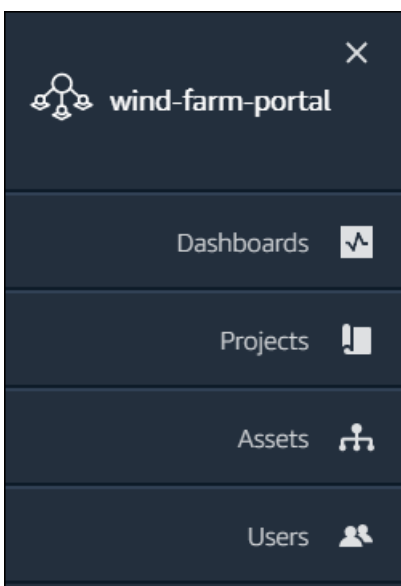 wind-farm-portal
Dashboards
Projects
Assets
Users